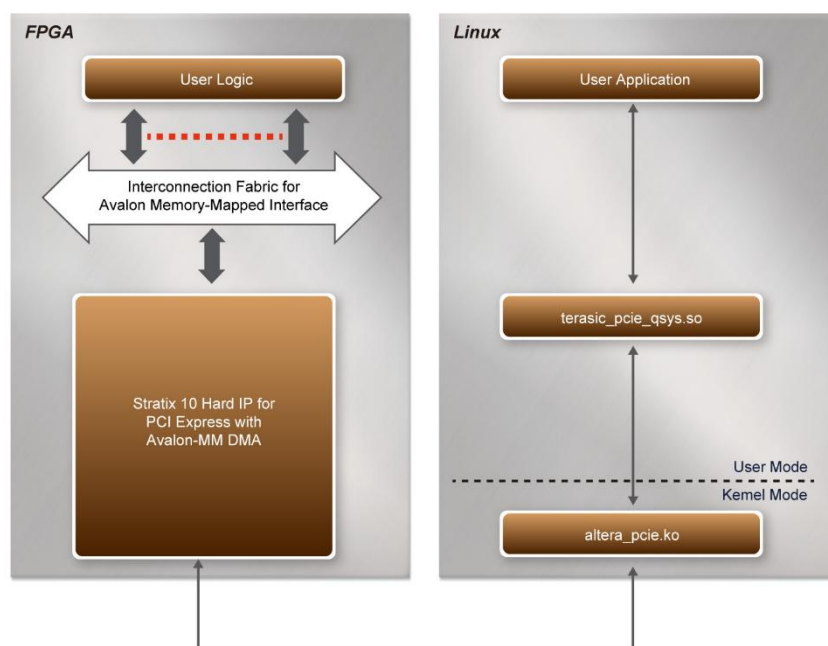 FPGA
User Logic
Interconnection Fabric for
Avalon Memory-Mapped Interface
Stratix 10 Hard IP for
PCI Express with
Avalon-MM DMA
Linux
User Application
terasic_pcie_qsys.so
User Mode
Kemel Mode
altera_pcie.ko